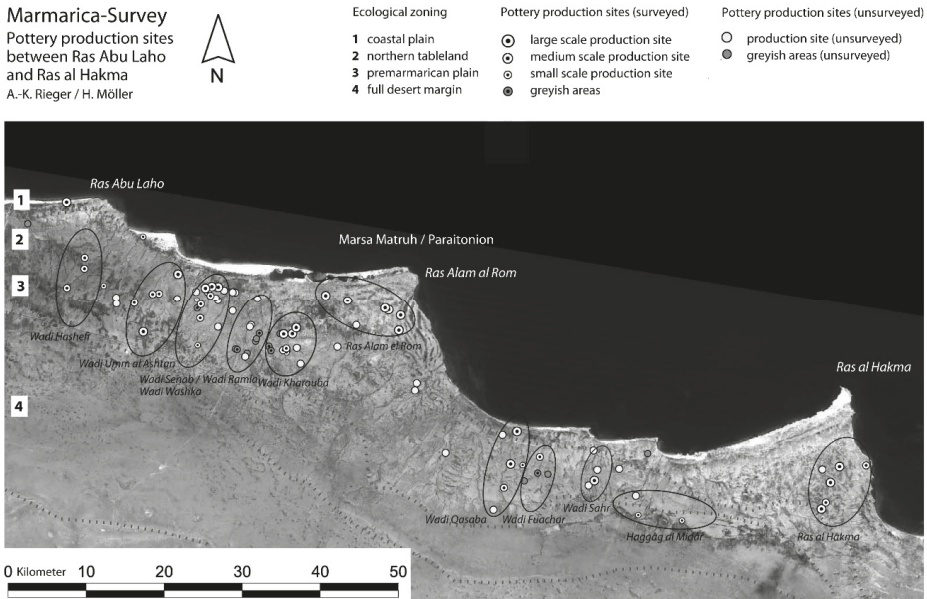 Marmarica-Survey
Pottery production sites
between Ras Abu Laho
and Ras al Hakma
A.-K. Rieger / H. Möller
N
Ecological zoning
1 coastal plain
2 northern tableland
3 premarmarican plain
4 full desert margin
Pottery production sites (surveyed)
large scale production site
medium scale production site
small scale production site
greyish areas
Pottery production sites (unsurveyed)
production site (unsurveyed)
greyish areas (unsurveyed)
Ras Abu Laho
1
2
Marsa Matruh / Paraitonion
Ras Alam al Rom
3
Wadi Hasheif
Ras Alam el Rom
Wadi Umm al Ashtan
Wadi Senab / Wadi Ramla
Wadi Kharouba
Wadi Washka
Ras al Hakma
4
Wadi Qasaba
Wadi Fuachar
Wadi Sahr
Haggag al Midar
Ras al Hakma
0 Kilometer 10 20 30 40 50